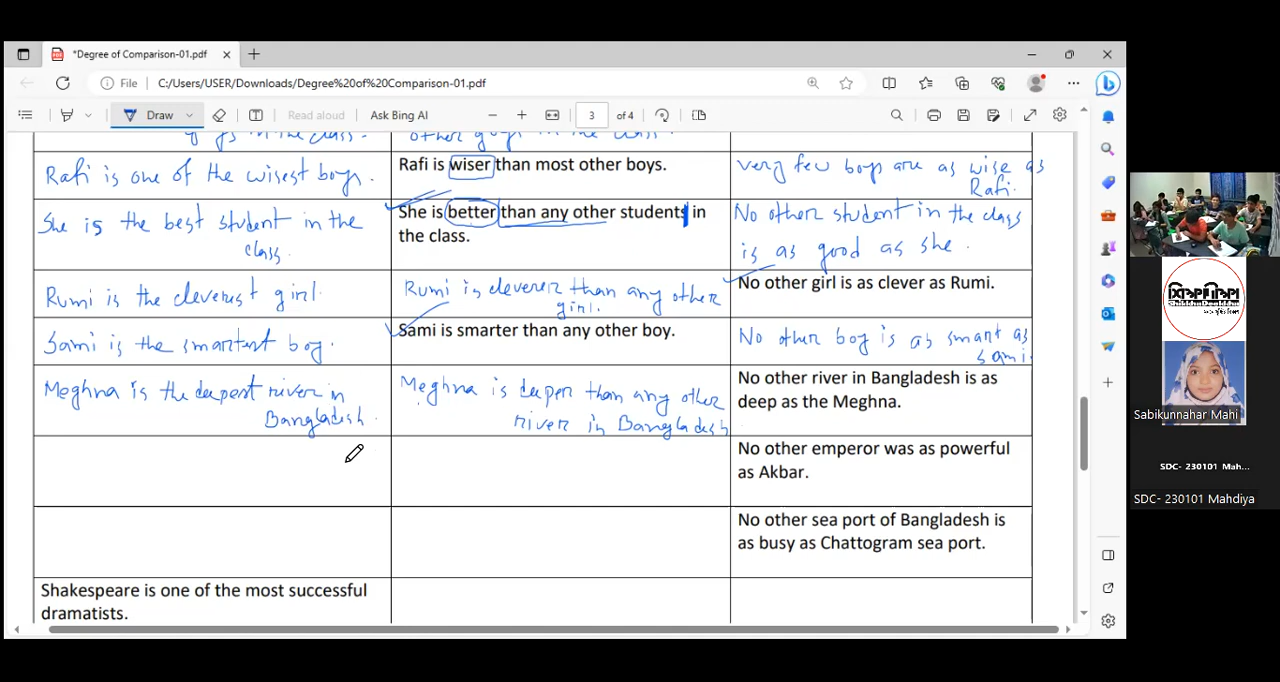 *Degree of Comparison-01.pdf
File C:/Users/USER/Downloads/Degree%20of%20Comparison-01.pdf
Draw Read aloud Ask Bing AI 3 of 4
Rafi is one of the wisest boys.
Rafi is wiser than most other boys.
very few boys are as wise as
Rafi.
She is the best student in the
class.
She is better than any other students in
the class.
No other student in the class
is as good as she.
Rumi is the cleverest girl.
Rumi is cleverer than any other
girl.
No other girl is as clever as Rumi.
Sami is the smartest boy.
Sami is smarter than any other boy.
No other boy is as smart as
sami.
Meghna is the deepest river in
Bangladesh.
Meghna is deeper than any other
river in Bangladesh
No other river in Bangladesh is as
deep as the Meghna.
No other emperor was as powerful
as Akbar.
No other sea port of Bangladesh is
as busy as Chattogram sea port.
Shakespeare is one of the most successful
dramatists.
Sabikunnahar Mahi
SDC- 230101 Mah...
SDC- 230101 Mahdiya